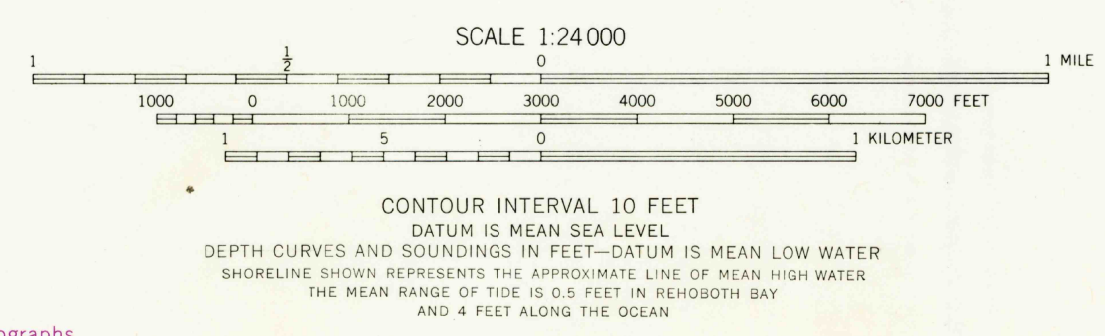 SCALE 1:24 000
1 1/2 0 1 MILE
1000 0 1000 2000 3000 4000 5000 6000 7000 FEET
1 5 0 1 KILOMETER
CONTOUR INTERVAL 10 FEET
DATUM IS MEAN SEA LEVEL
DEPTH CURVES AND SOUNDINGS IN FEET—DATUM IS MEAN LOW WATER
SHORELINE SHOWN REPRESENTS THE APPROXIMATE LINE OF MEAN HIGH WATER
THE MEAN RANGE OF TIDE IS 0.5 FEET IN REHOBOTH BAY
AND 4 FEET ALONG THE OCEAN